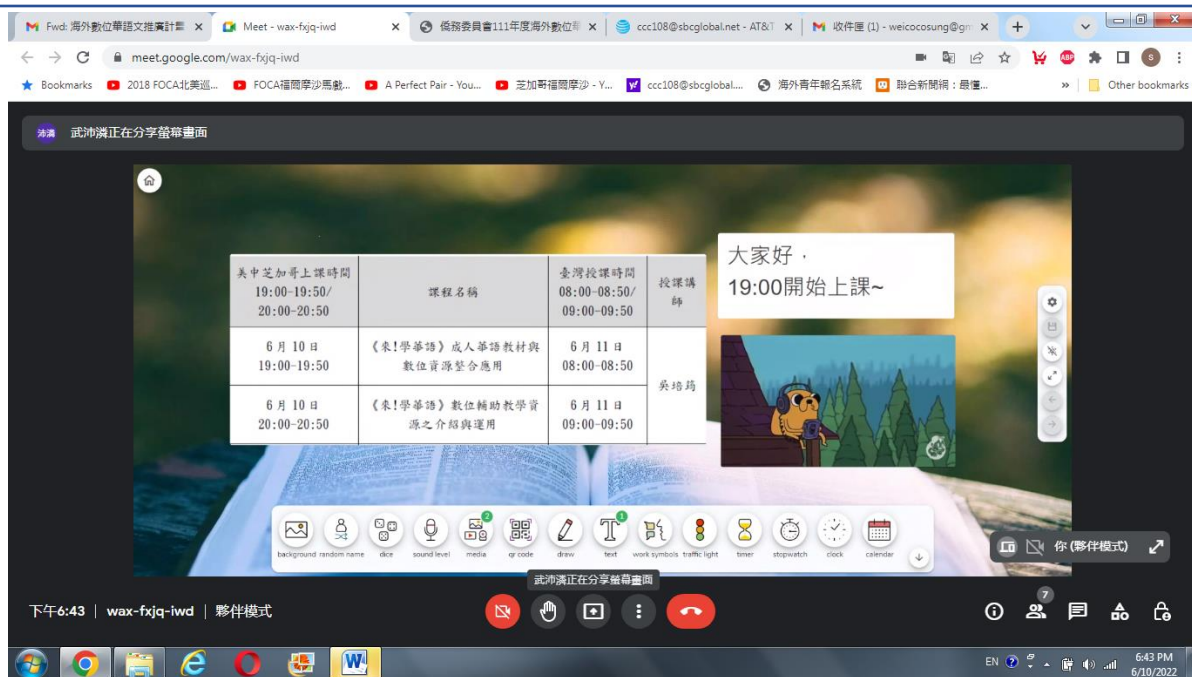 Fwd: 海外數位華語文推廣計畫
Meet - wax-fxjq-iwd
僑務委員會111年度海外數位華
ccc108@sbcglobal.net - AT&T
收件匣 (1) - weicocosung@gm
meet.google.com/wax-fxjq-iwd
ABP
S
Bookmarks
2018 FOCA北美巡...
FOCA福爾摩沙馬戲...
A Perfect Pair - You...
芝加哥福爾摩沙 - Y...
ccc108@sbcglobal....
海外青年報名系統
聯合新聞網：最懂...
»
Other bookmarks
沛漪 武沛漪正在分享螢幕畫面
大家好，
19:00開始上課~
美中芝加哥上課時間
19:00-19:50/
20:00-20:50
課程名稱
臺灣授課時間
08:00-08:50/
09:00-09:50
授課講
師
6月10日
19:00-19:50
《來!學華語》成人華語教材與
數位資源整合應用
6月11日
08:00-08:50
吳培筠
6月10日
20:00-20:50
《來!學華語》數位輔助教學資
源之介紹與運用
6月11日
09:00-09:50
2
1
background random name dice sound level media qr code draw text work symbols traffic light timer stopwatch clock calendar
你 (夥伴模式)
武沛漪正在分享螢幕畫面
下午6:43 | wax-fxjq-iwd | 夥伴模式
7
EN
6:43 PM
6/10/2022